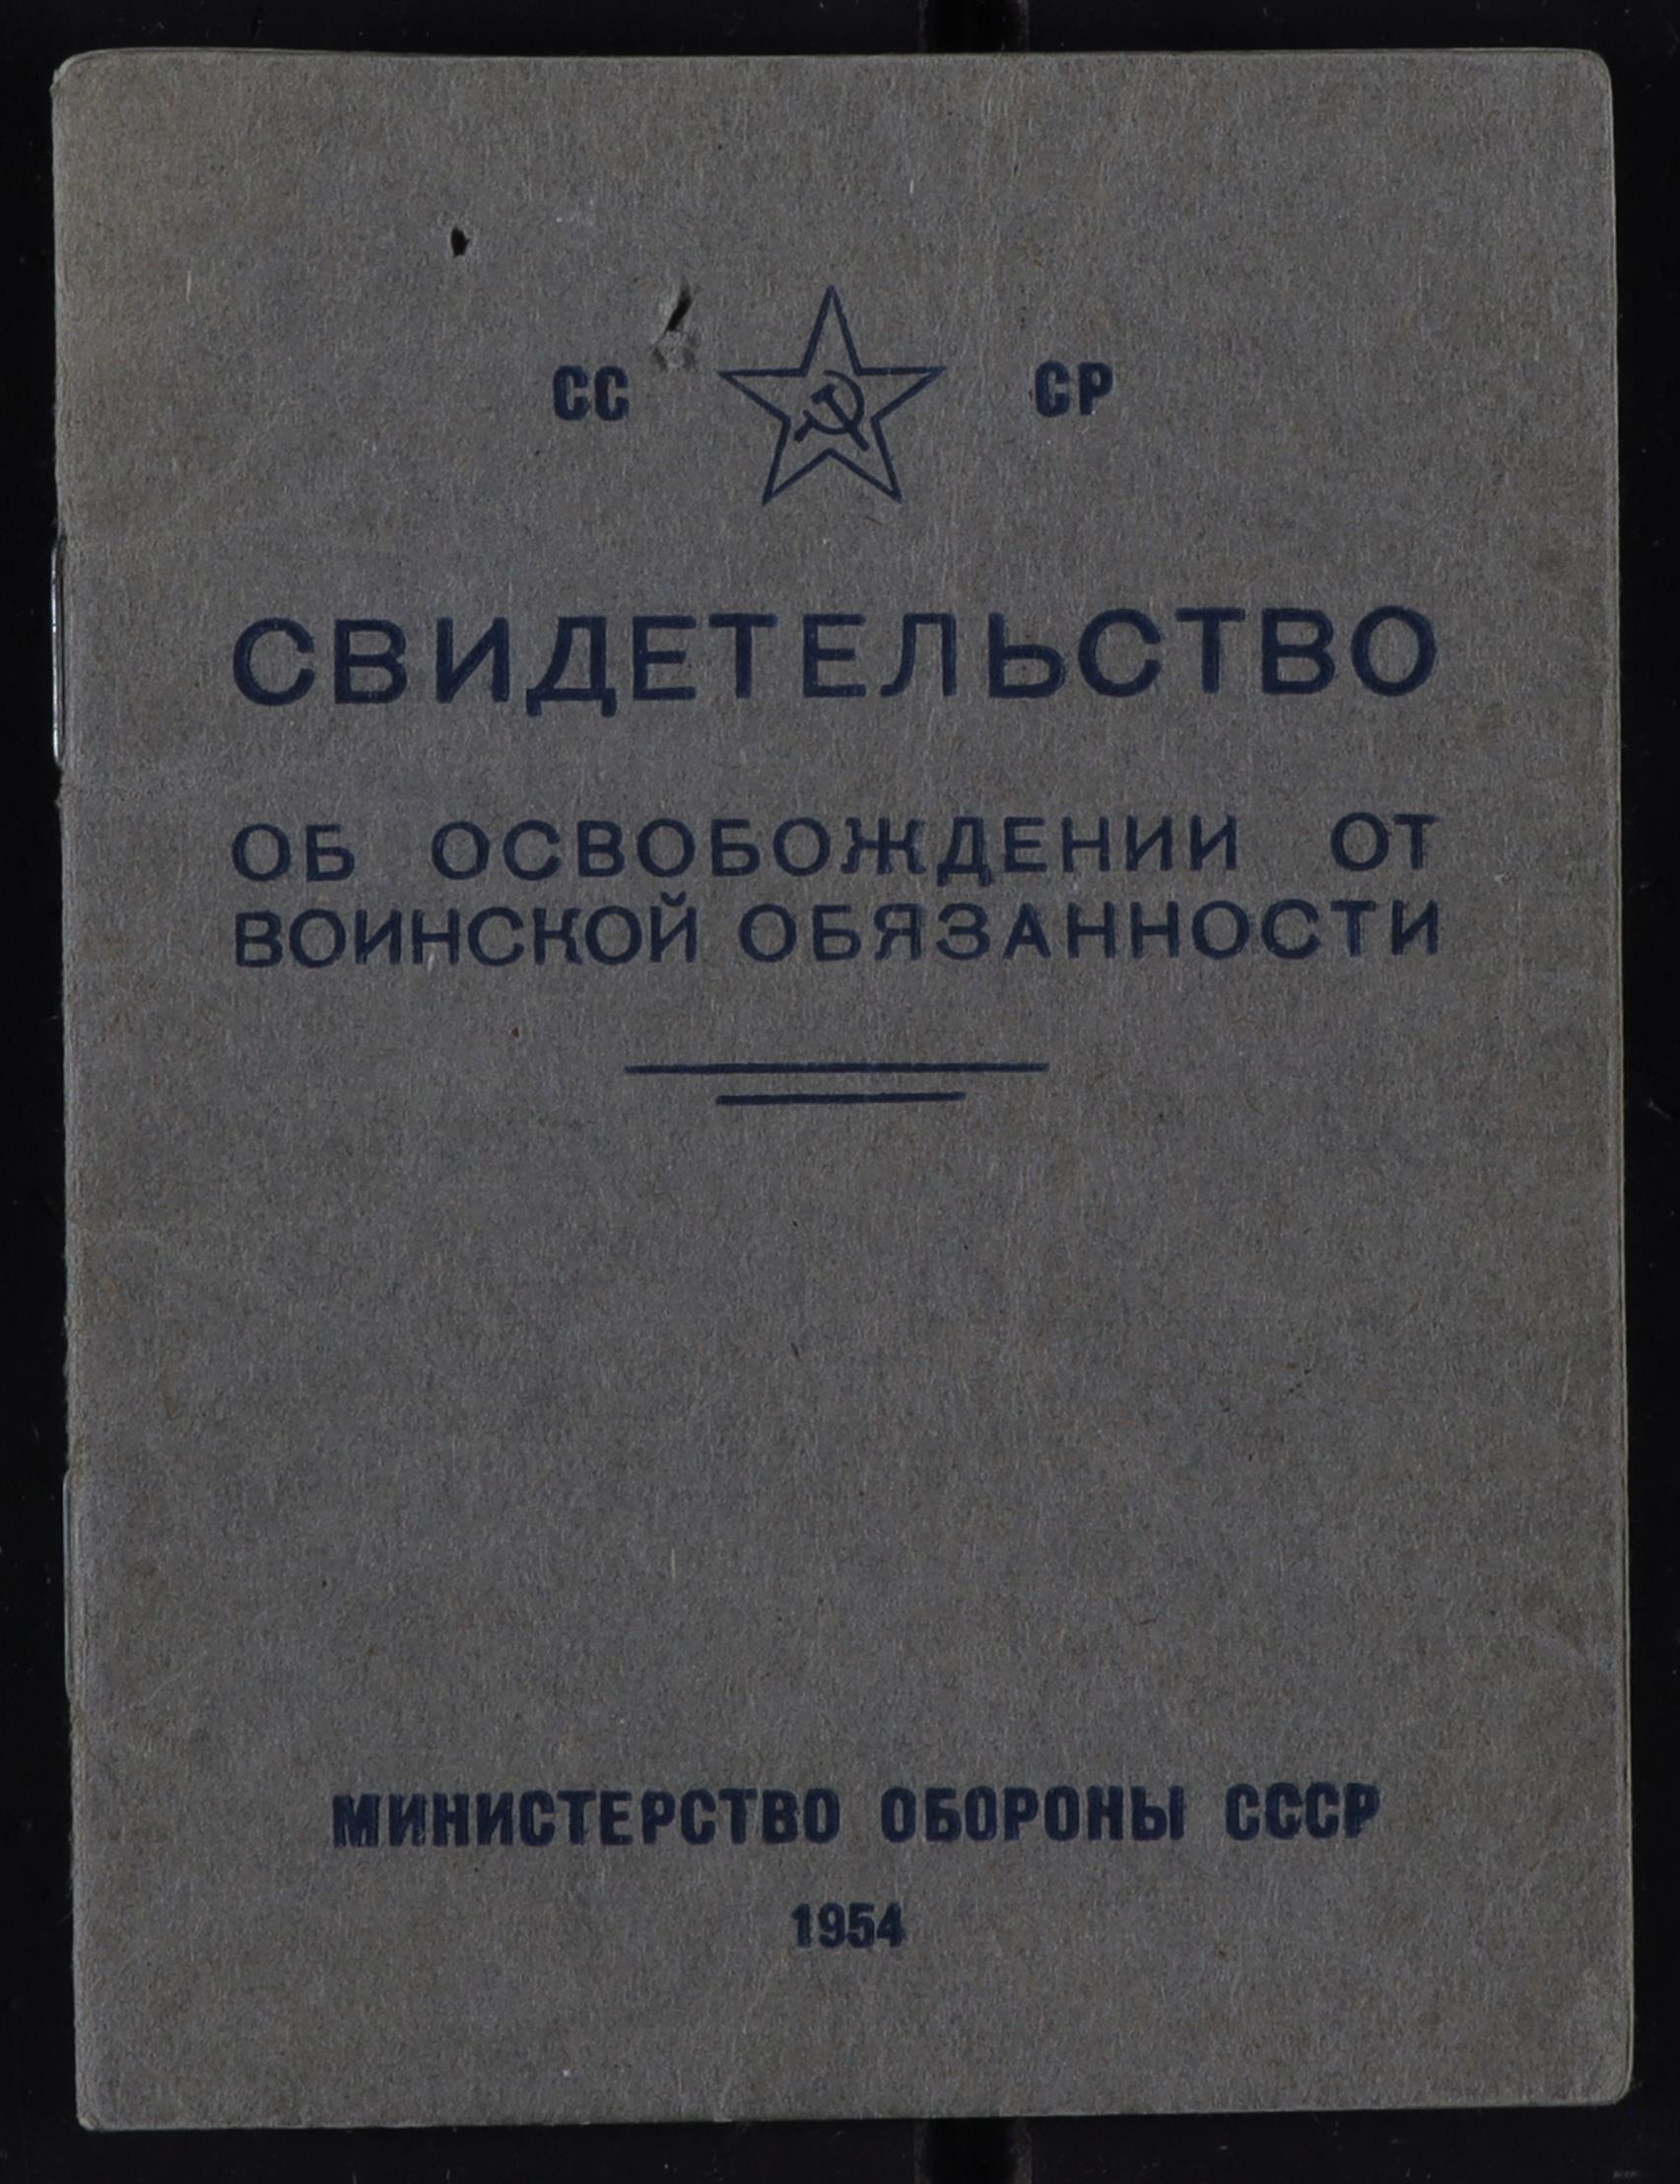 СС СР
СВИДЕТЕЛЬСТВО
ОБ ОСВОБОЖДЕНИИ ОТ
ВОИНСКОЙ ОБЯЗАННОСТИ
МИНИСТЕРСТВО ОБОРОНЫ СССР
1954